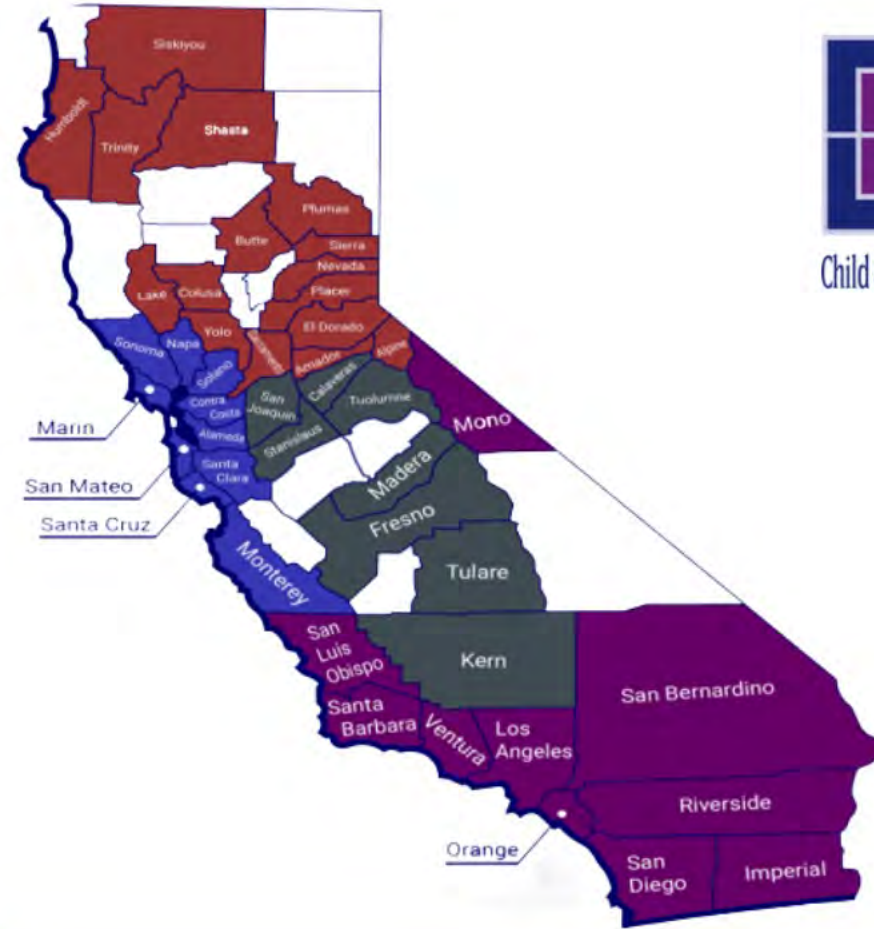 Siskiyou
Humboldt
Trinity
Shasta
Plumas
Butte
Sierra
Nevada
Placer
Lake
Colusa
Yolo
El Dorado
Sacramento
Amador
Alpine
Sonoma
Napa
Solano
Contra
Costa
Alameda
Santa
Clara
San
Joaquin
Calaveras
Tuolumne
Stanislaus
Mono
Marin
San Mateo
Santa Cruz
Monterey
Madera
Fresno
Tulare
Kern
San
Luis
Obispo
Santa
Barbara
Ventura
Los
Angeles
San Bernardino
Riverside
Orange
San
Diego
Imperial
Child